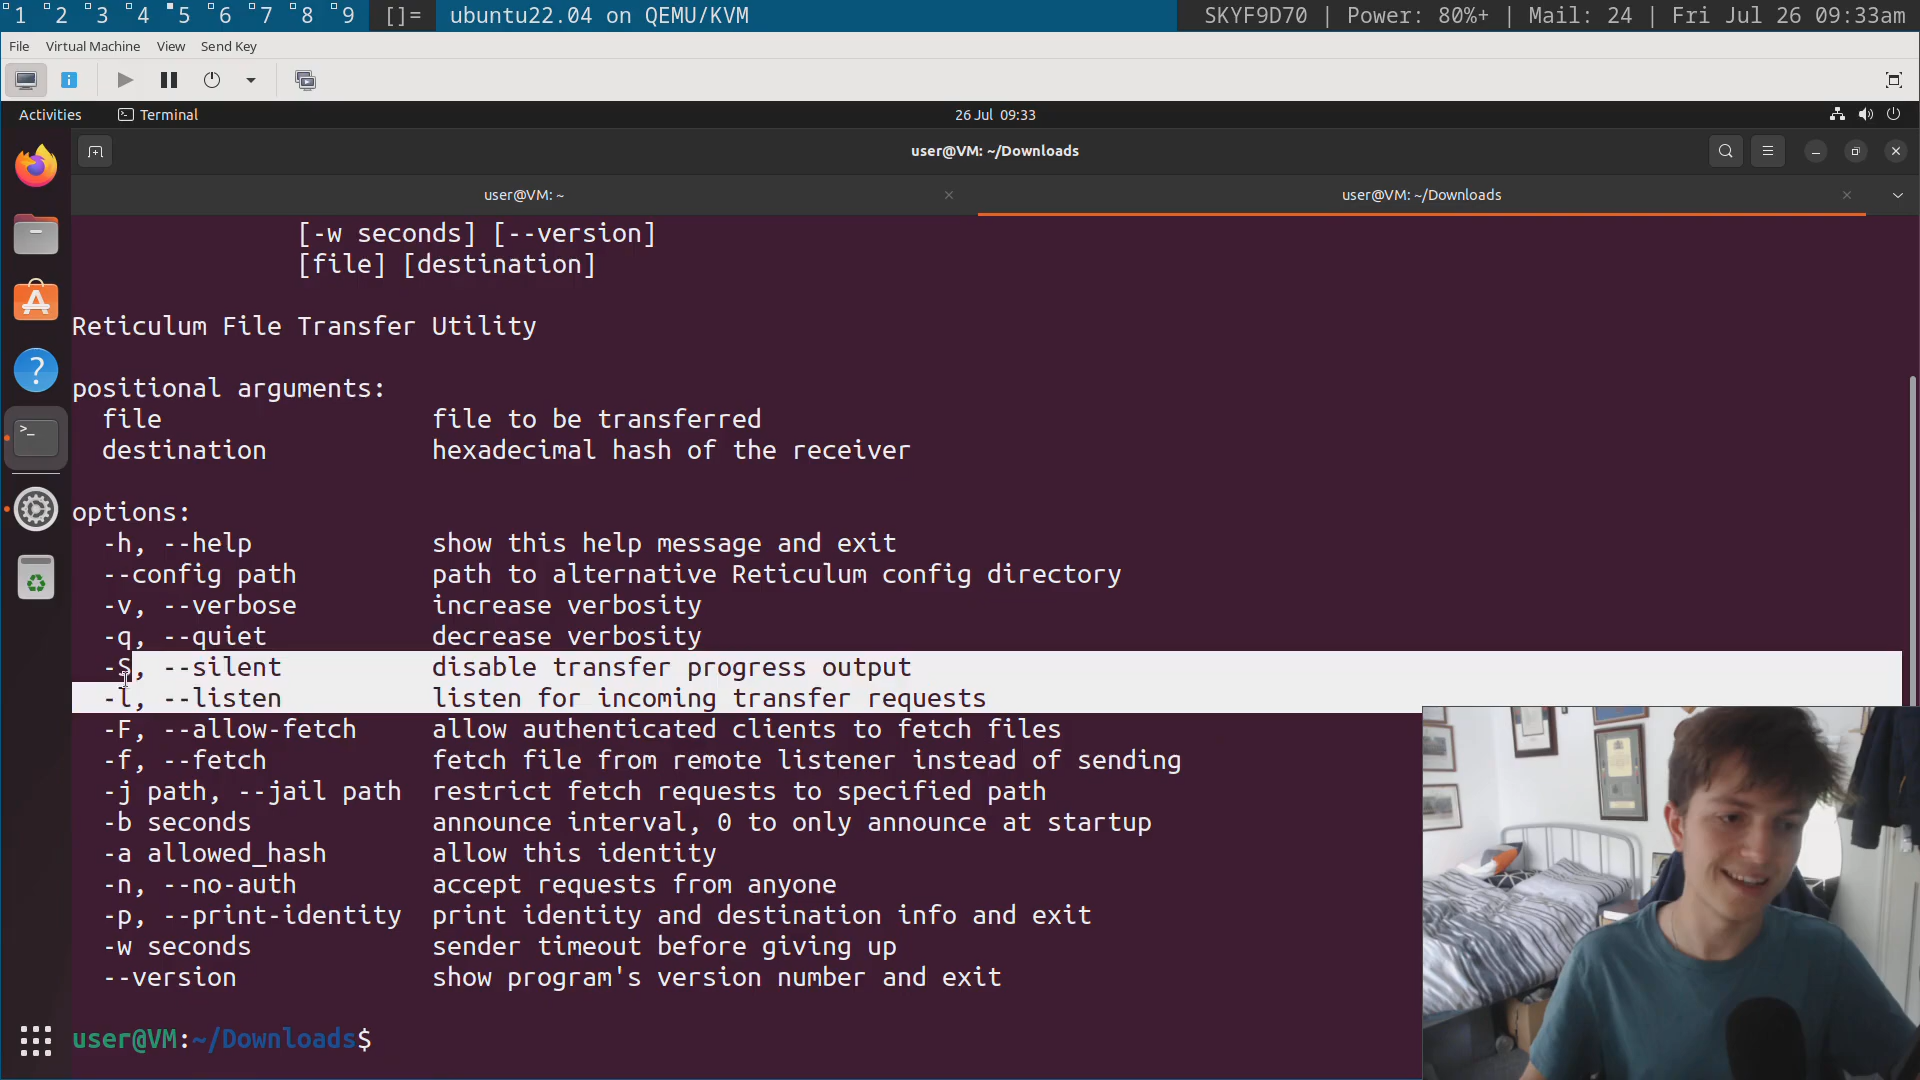 1 2 3 4 5 6 7 8 9 []= ubuntu22.04 on QEMU/KVM SKYF9D70 | Power: 80%+ | Mail: 24 | Fri Jul 26 09:33am
File Virtual Machine View Send Key
Activities Terminal 26 Jul 09:33
user@VM: ~/Downloads
user@VM: ~ user@VM: ~/Downloads
[-w seconds] [--version]
[file] [destination]
Reticulum File Transfer Utility
positional arguments:
file file to be transferred
destination hexadecimal hash of the receiver
options:
-h, --help show this help message and exit
--config path path to alternative Reticulum config directory
-v, --verbose increase verbosity
-q, --quiet decrease verbosity
-S, --silent disable transfer progress output
-l, --listen listen for incoming transfer requests
-F, --allow-fetch allow authenticated clients to fetch files
-f, --fetch fetch file from remote listener instead of sending
-j path, --jail path restrict fetch requests to specified path
-b seconds announce interval, 0 to only announce at startup
-a allowed_hash allow this identity
-n, --no-auth accept requests from anyone
-p, --print-identity print identity and destination info and exit
-w seconds sender timeout before giving up
--version show program's version number and exit
user@VM:~/Downloads$